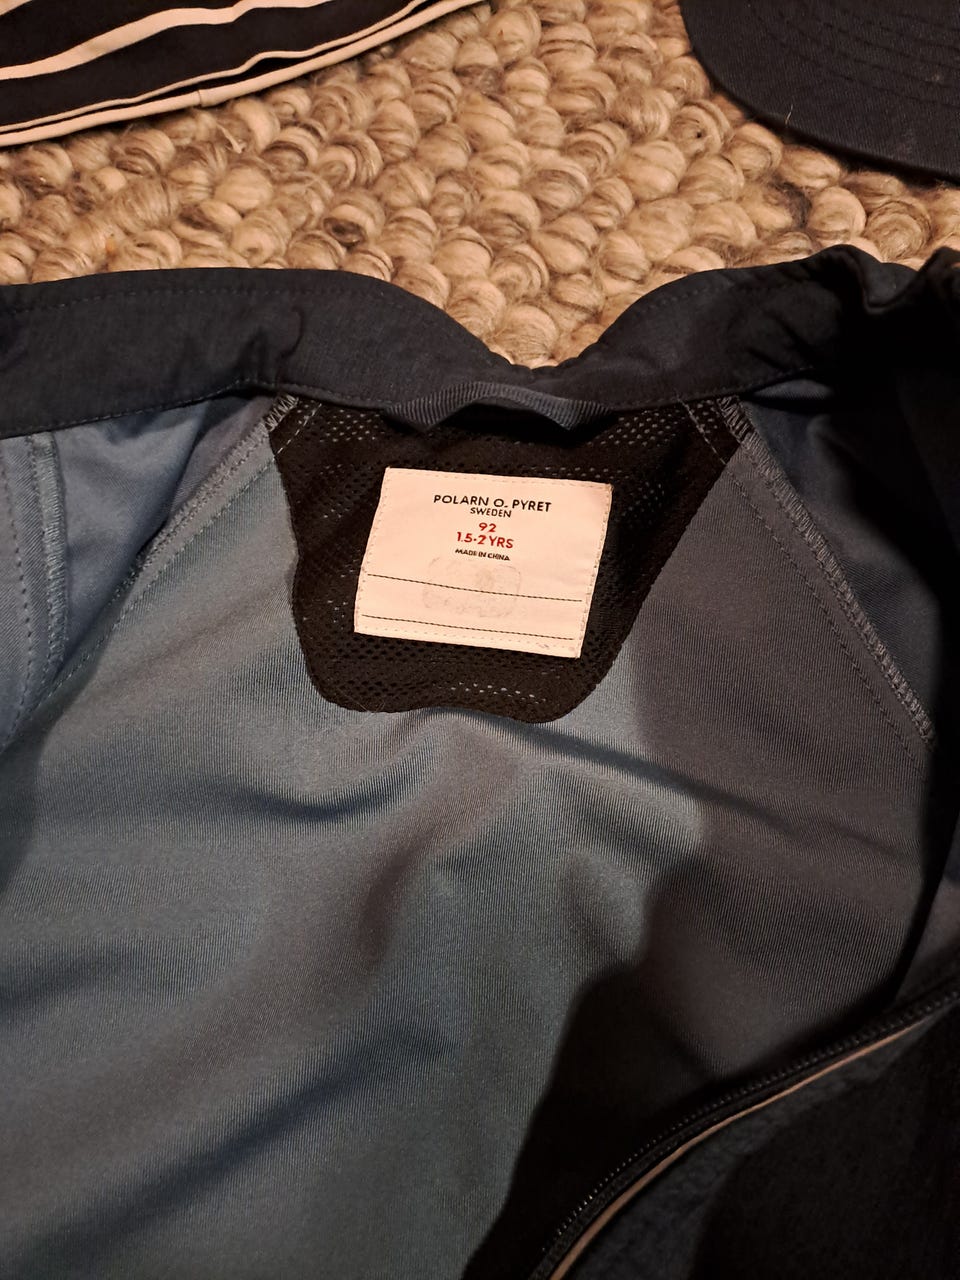 POLARN O. PYRET
SWEDEN
92
1.5-2 YRS
MADE IN CHINA